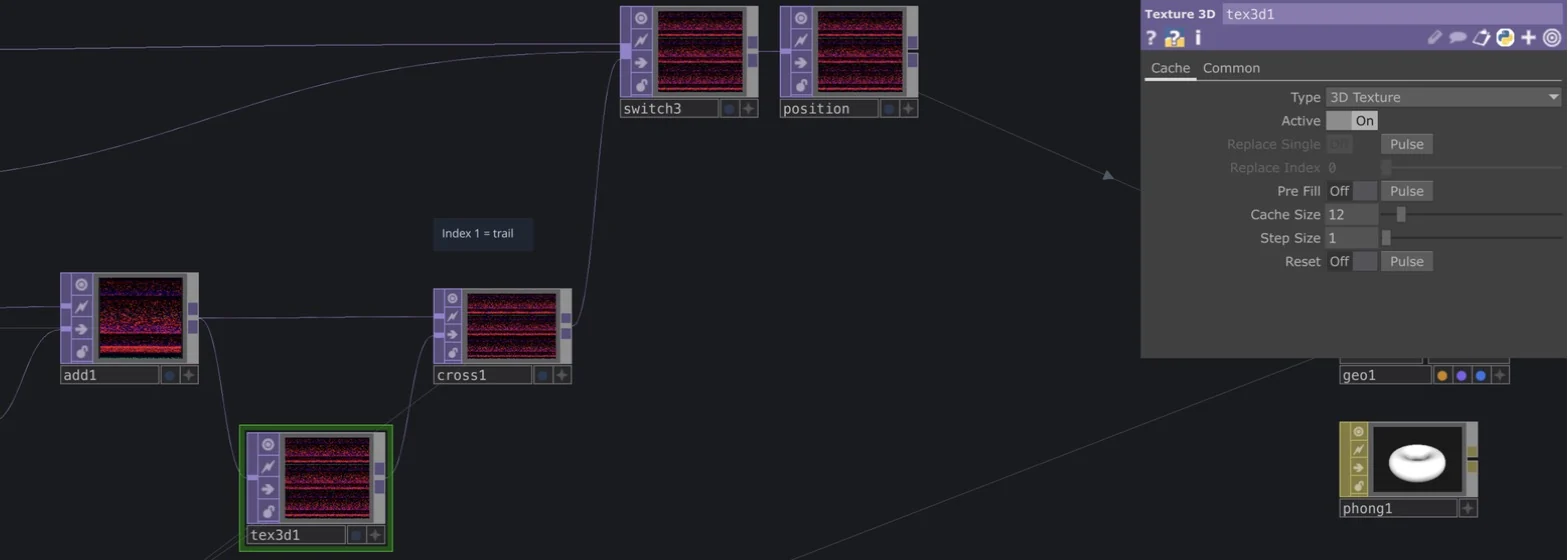 switch3
position
Texture 3D tex3d1
? ? i
Cache Common
Type 3D Texture
Active On
Replace Single Pulse
Replace Index 0
Pre Fill Off Pulse
Cache Size 12
Step Size 1
Reset Off Pulse
Index 1 = trail
add1
cross1
geo1
tex3d1
phong1